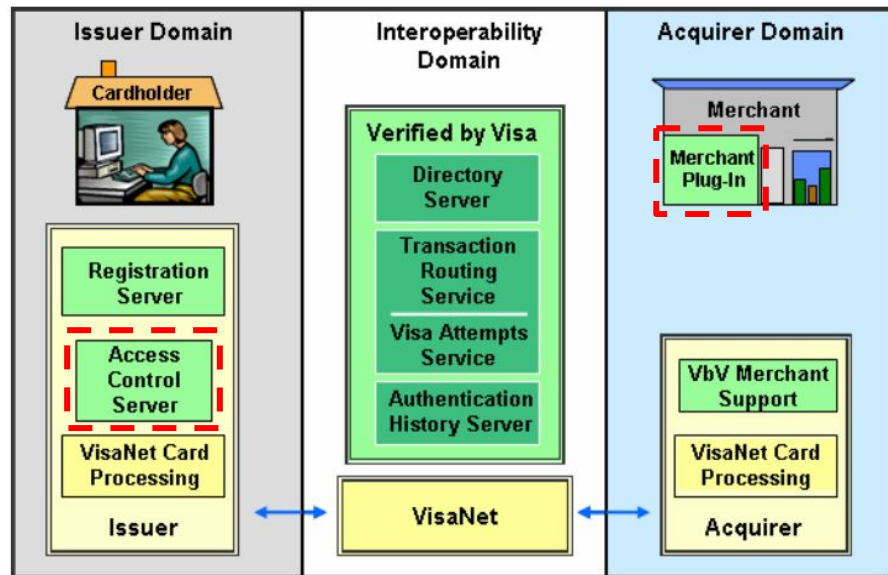 Issuer Domain
Cardholder
Registration
Server
Access
Control
Server
VisaNet Card
Processing
Issuer
Interoperability
Domain
Verified by Visa
Directory
Server
Transaction
Routing
Service
Visa Attempts
Service
Authentication
History Server
VisaNet
Acquirer Domain
Merchant
Merchant
Plug-In
VbV Merchant
Support
VisaNet Card
Processing
Acquirer